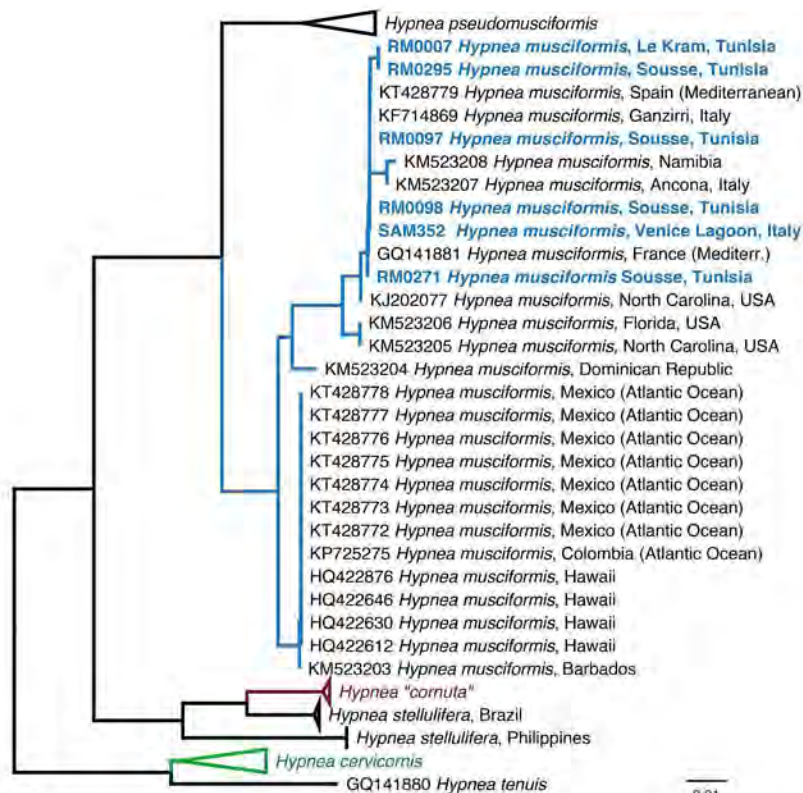 Hypnea pseudomusciformis
RM0007 Hypnea musciformis, Le Kram, Tunisia
RM0295 Hypnea musciformis, Sousse, Tunisia
KT428779 Hypnea musciformis, Spain (Mediterranean)
KF714869 Hypnea musciformis, Ganzirri, Italy
RM0097 Hypnea musciformis, Sousse, Tunisia
KM523208 Hypnea musciformis, Namibia
KM523207 Hypnea musciformis, Ancona, Italy
RM0098 Hypnea musciformis, Sousse, Tunisia
SAM352 Hypnea musciformis, Venice Lagoon, Italy
GQ141881 Hypnea musciformis, France (Mediterr.)
RM0271 Hypnea musciformis Sousse, Tunisia
KJ202077 Hypnea musciformis, North Carolina, USA
KM523206 Hypnea musciformis, Florida, USA
KM523205 Hypnea musciformis, North Carolina, USA
KM523204 Hypnea musciformis, Dominican Republic
KT428778 Hypnea musciformis, Mexico (Atlantic Ocean)
KT428777 Hypnea musciformis, Mexico (Atlantic Ocean)
KT428776 Hypnea musciformis, Mexico (Atlantic Ocean)
KT428775 Hypnea musciformis, Mexico (Atlantic Ocean)
KT428774 Hypnea musciformis, Mexico (Atlantic Ocean)
KT428773 Hypnea musciformis, Mexico (Atlantic Ocean)
KT428772 Hypnea musciformis, Mexico (Atlantic Ocean)
KP725275 Hypnea musciformis, Colombia (Atlantic Ocean)
HQ422876 Hypnea musciformis, Hawaii
HQ422646 Hypnea musciformis, Hawaii
HQ422630 Hypnea musciformis, Hawaii
HQ422612 Hypnea musciformis, Hawaii
KM523203 Hypnea musciformis, Barbados
Hypnea "cornuta"
Hypnea stellulifera, Brazil
Hypnea stellulifera, Philippines
Hypnea cervicornis
GQ141880 Hypnea tenuis